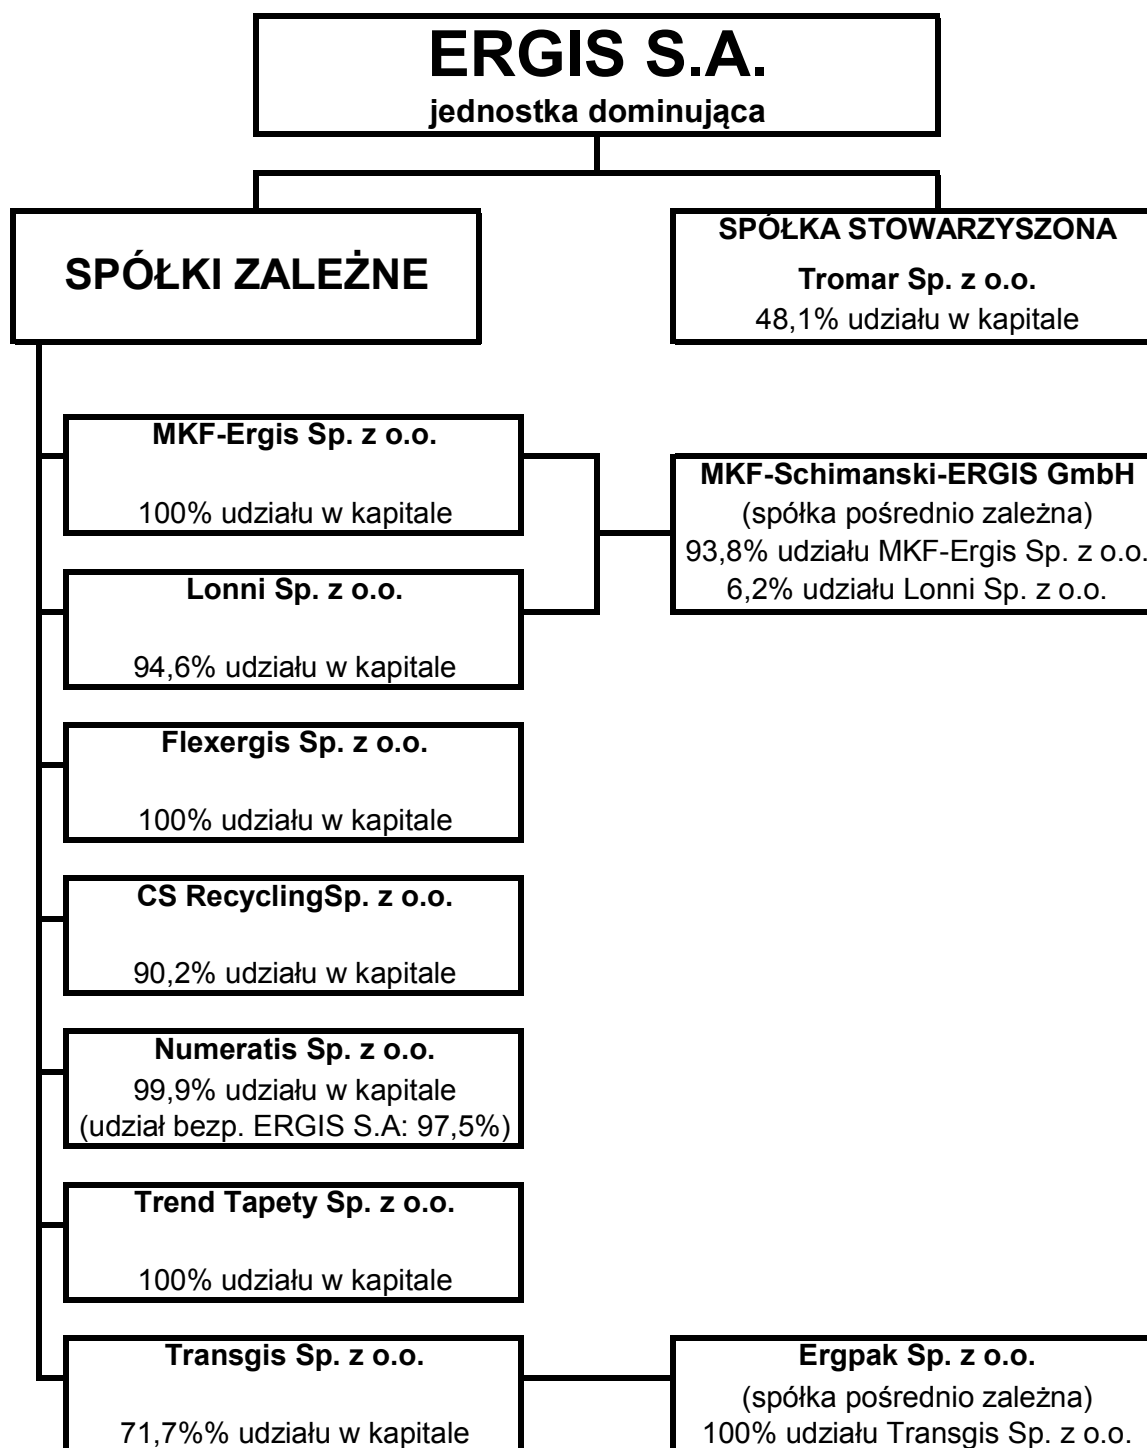 ERGIS S.A.
jednostka dominująca
SPÓŁKI ZALEŻNE
SPÓŁKA STOWARZYSZONA
Tromar Sp. z o.o.
48,1% udziału w kapitale
MKF-Ergis Sp. z o.o.
100% udziału w kapitale
MKF-Schimanski-ERGIS GmbH
(spółka pośrednio zależna)
93,8% udziału MKF-Ergis Sp. z o.o.
6,2% udziału Lonni Sp. z o.o.
Lonni Sp. z o.o.
94,6% udziału w kapitale
Flexergis Sp. z o.o.
100% udziału w kapitale
CS RecyclingSp. z o.o.
90,2% udziału w kapitale
Numeratis Sp. z o.o.
99,9% udziału w kapitale
(udział bezp. ERGIS S.A: 97,5%)
Trend Tapety Sp. z o.o.
100% udziału w kapitale
Transgis Sp. z o.o.
71,7%% udziału w kapitale
Ergpak Sp. z o.o.
(spółka pośrednio zależna)
100% udziału Transgis Sp. z o.o.